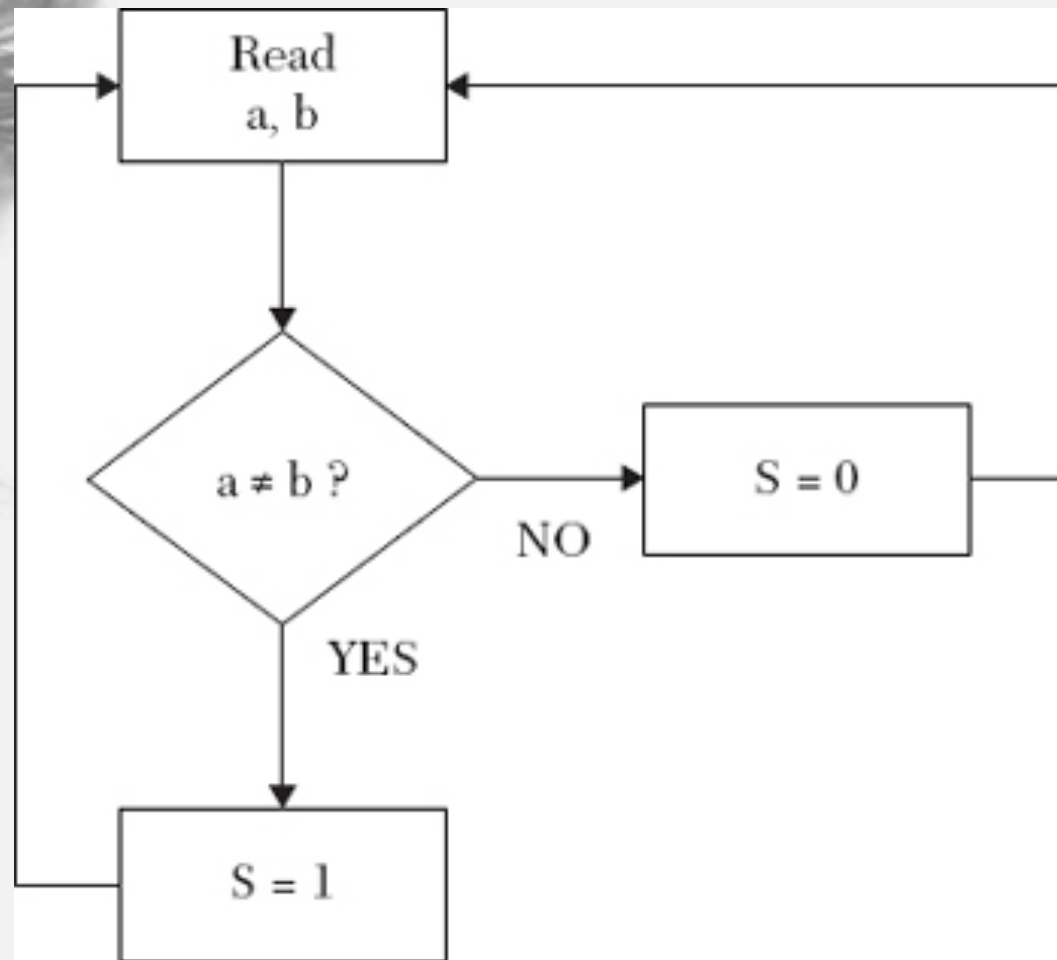 Read
a, b
a ≠ b ?
NO
S = 0
YES
S = 1